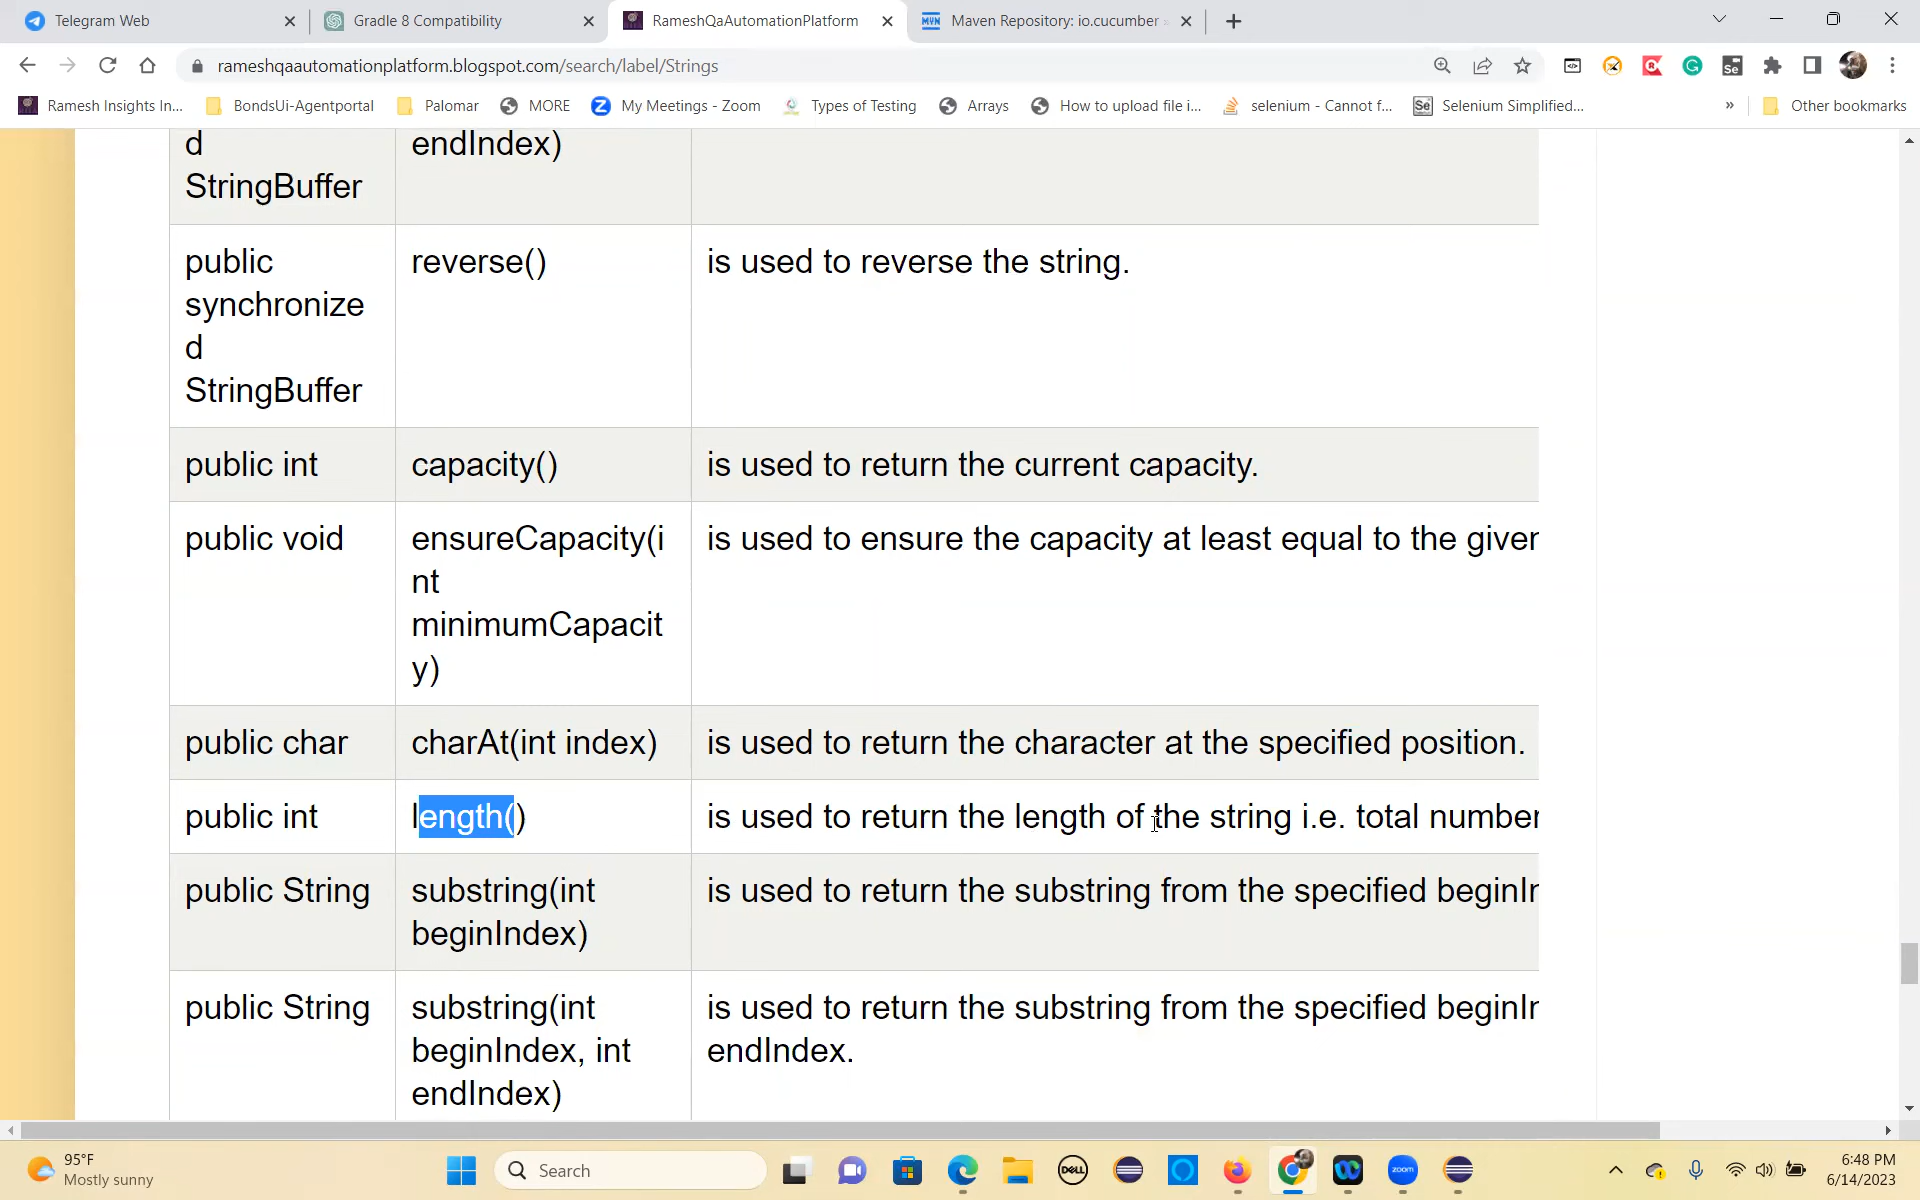 Telegram Web
Gradle 8 Compatibility
RameshQaAutomationPlatform
MVN Maven Repository: io.cucumber
rameshqaautomationplatform.blogspot.com/search/label/Strings
Ramesh Insights In...
BondsUi-Agentportal
Palomar
MORE
My Meetings - Zoom
Types of Testing
Arrays
How to upload file i...
selenium - Cannot f...
Se Selenium Simplified...
»
Other bookmarks
d
StringBuffer
endIndex)
public
synchronize
d
StringBuffer
reverse()
is used to reverse the string.
public int
capacity()
is used to return the current capacity.
public void
ensureCapacity(i
nt
minimumCapacit
y)
is used to ensure the capacity at least equal to the given
public char
charAt(int index)
is used to return the character at the specified position.
public int
length()
is used to return the length of the string i.e. total number
public String
substring(int
beginIndex)
is used to return the substring from the specified beginIn
public String
substring(int
beginIndex, int
endIndex)
is used to return the substring from the specified beginIn
endIndex.
95°F
Mostly sunny
Search
DELL
zoom
6:48 PM
6/14/2023